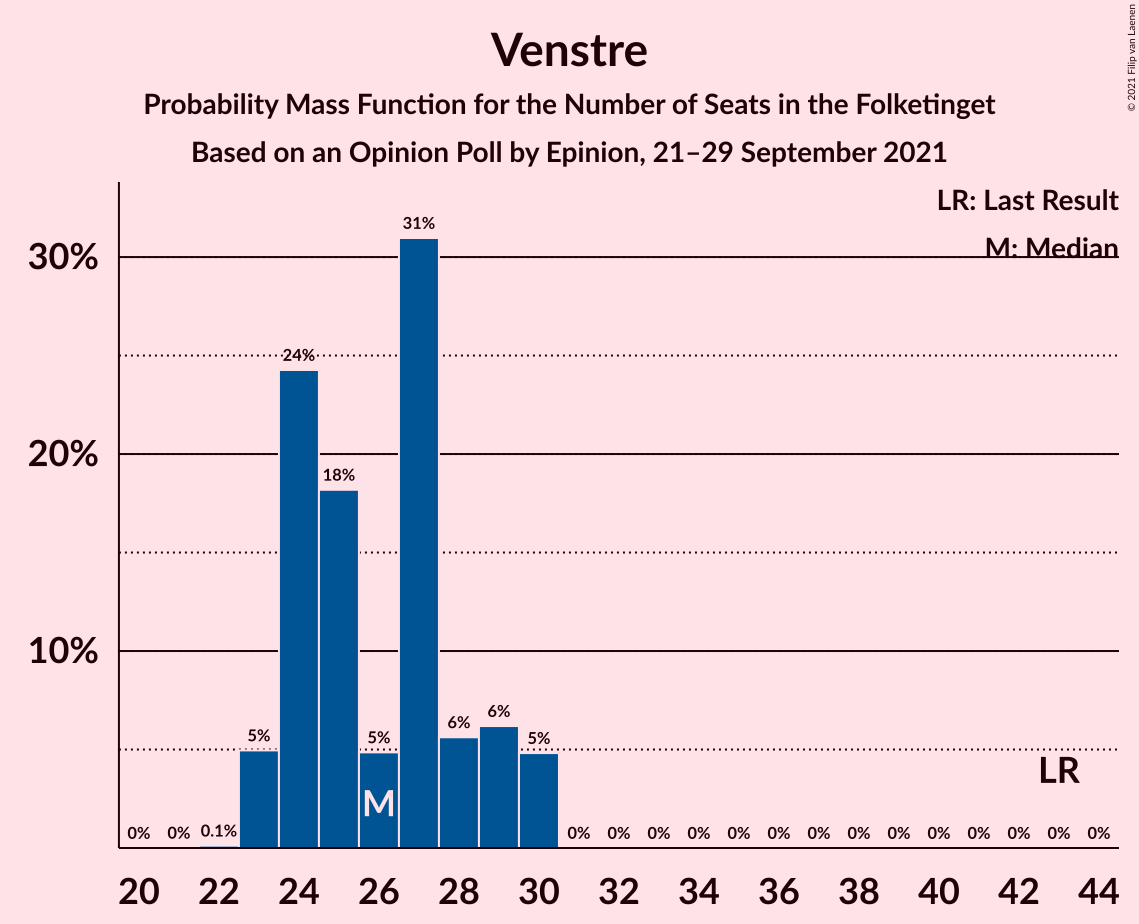 Venstre
Probability Mass Function for the Number of Seats in the Folketinget
Based on an Opinion Poll by Epinion, 21–29 September 2021
© 2021 Filip van Laenen
LR: Last Result
M: Median
30%
20%
10%
0% 0% 0.1% 5% 24% 18% 5% 31% 6% 6% 5% 0% 0% 0% 0% 0% 0% 0% 0% 0% 0% 0% 0% 0% 0%
M
LR
20 22 24 26 28 30 32 34 36 38 40 42 44